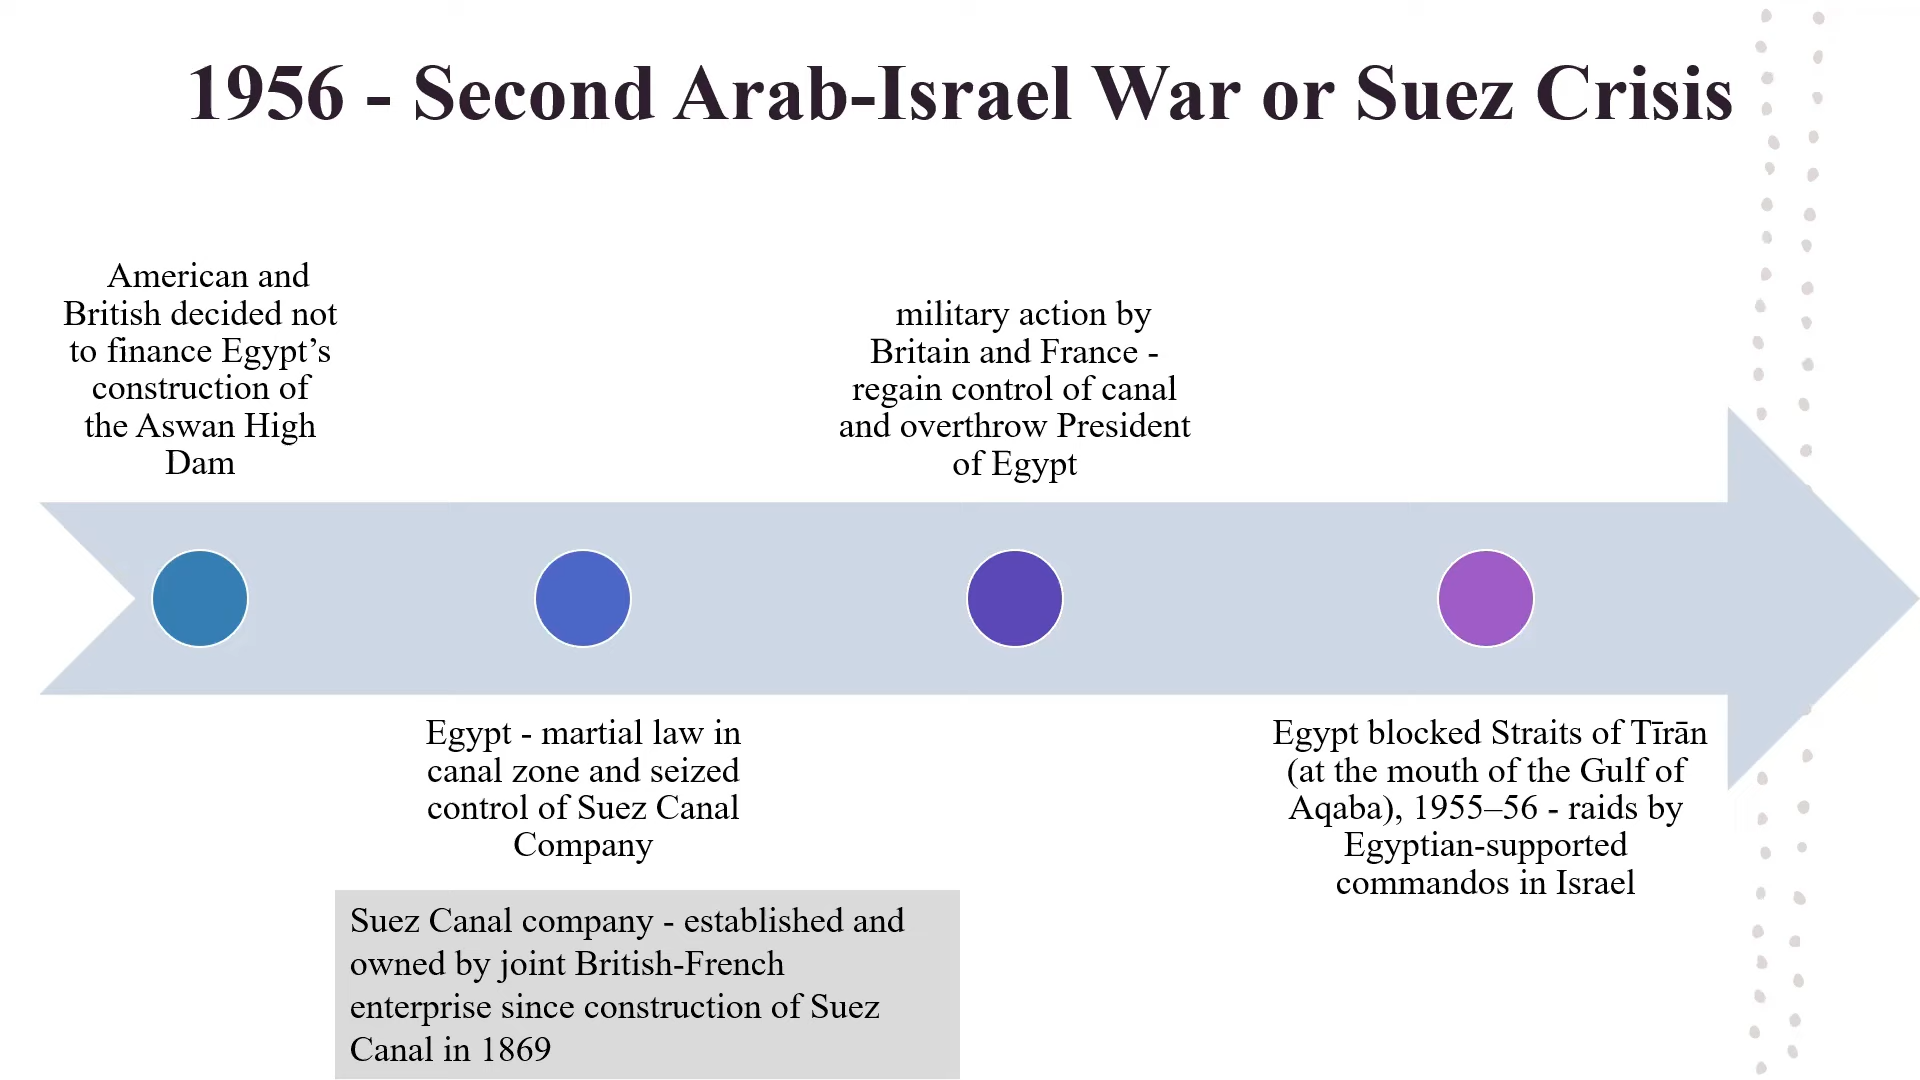 1956 - Second Arab-Israel War or Suez Crisis
American and
British decided not
to finance Egypt’s
construction of
the Aswan High
Dam
Egypt - martial law in
canal zone and seized
control of Suez Canal
Company
Suez Canal company - established and
owned by joint British-French
enterprise since construction of Suez
Canal in 1869
military action by
Britain and France -
regain control of canal
and overthrow President
of Egypt
Egypt blocked Straits of Tīrān
(at the mouth of the Gulf of
Aqaba), 1955–56 - raids by
Egyptian-supported
commandos in Israel